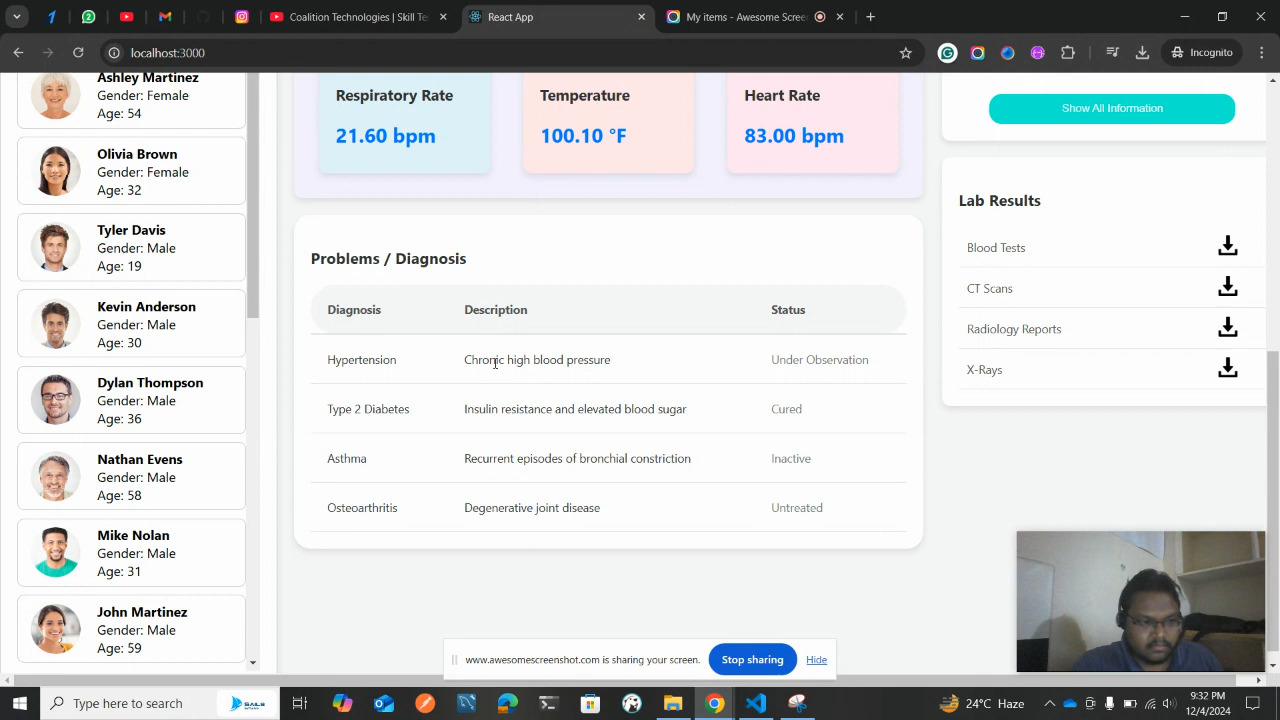 Coalition Technologies | Skill Te
React App
My items - Awesome Scree
localhost:3000
Incognito
Ashley Martinez
Gender: Female
Age: 54
Olivia Brown
Gender: Female
Age: 32
Tyler Davis
Gender: Male
Age: 19
Kevin Anderson
Gender: Male
Age: 30
Dylan Thompson
Gender: Male
Age: 36
Nathan Evens
Gender: Male
Age: 58
Mike Nolan
Gender: Male
Age: 31
John Martinez
Gender: Male
Age: 59
Respiratory Rate
21.60 bpm
Temperature
100.10 °F
Heart Rate
83.00 bpm
Problems / Diagnosis
Diagnosis Description Status
Hypertension Chronic high blood pressure Under Observation
Type 2 Diabetes Insulin resistance and elevated blood sugar Cured
Asthma Recurrent episodes of bronchial constriction Inactive
Osteoarthritis Degenerative joint disease Untreated
Show All Information
Lab Results
Blood Tests
CT Scans
Radiology Reports
X-Rays
www.awesomescreenshot.com is sharing your screen. Stop sharing Hide
Type here to search
24°C Haze
9:32 PM
12/4/2024